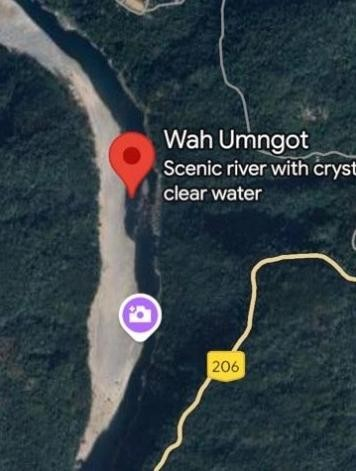 Wah Umngot
Scenic river with cryst
clear water
206